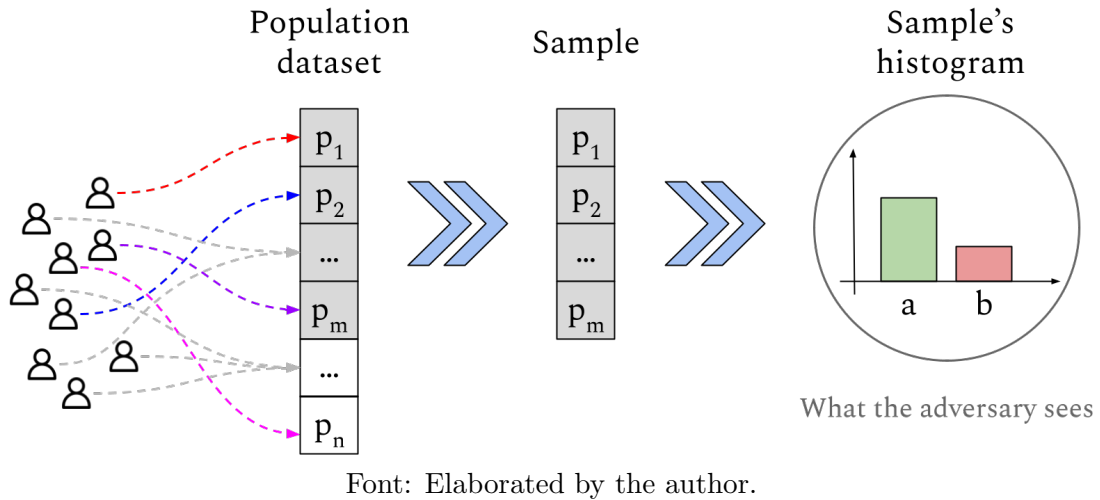 Population
dataset
Sample
Sample's
histogram
p1
p2
...
pm
...
pn
p1
p2
...
pm
a
b
What the adversary sees
Font: Elaborated by the author.